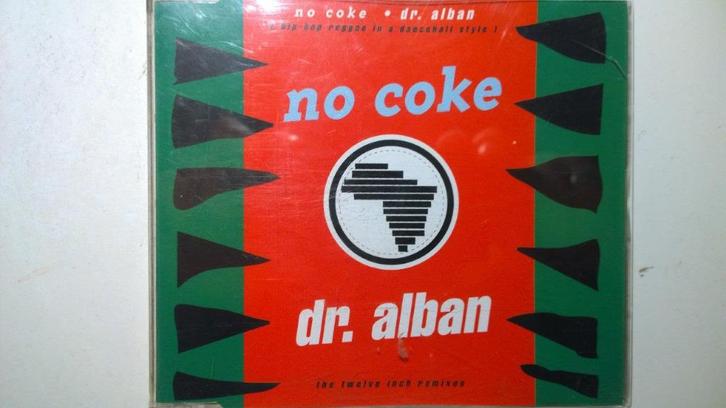 no coke • dr. alban
( hip-hop reggae in a dancehall style )
no coke
dr. alban
the twelve inch remixes